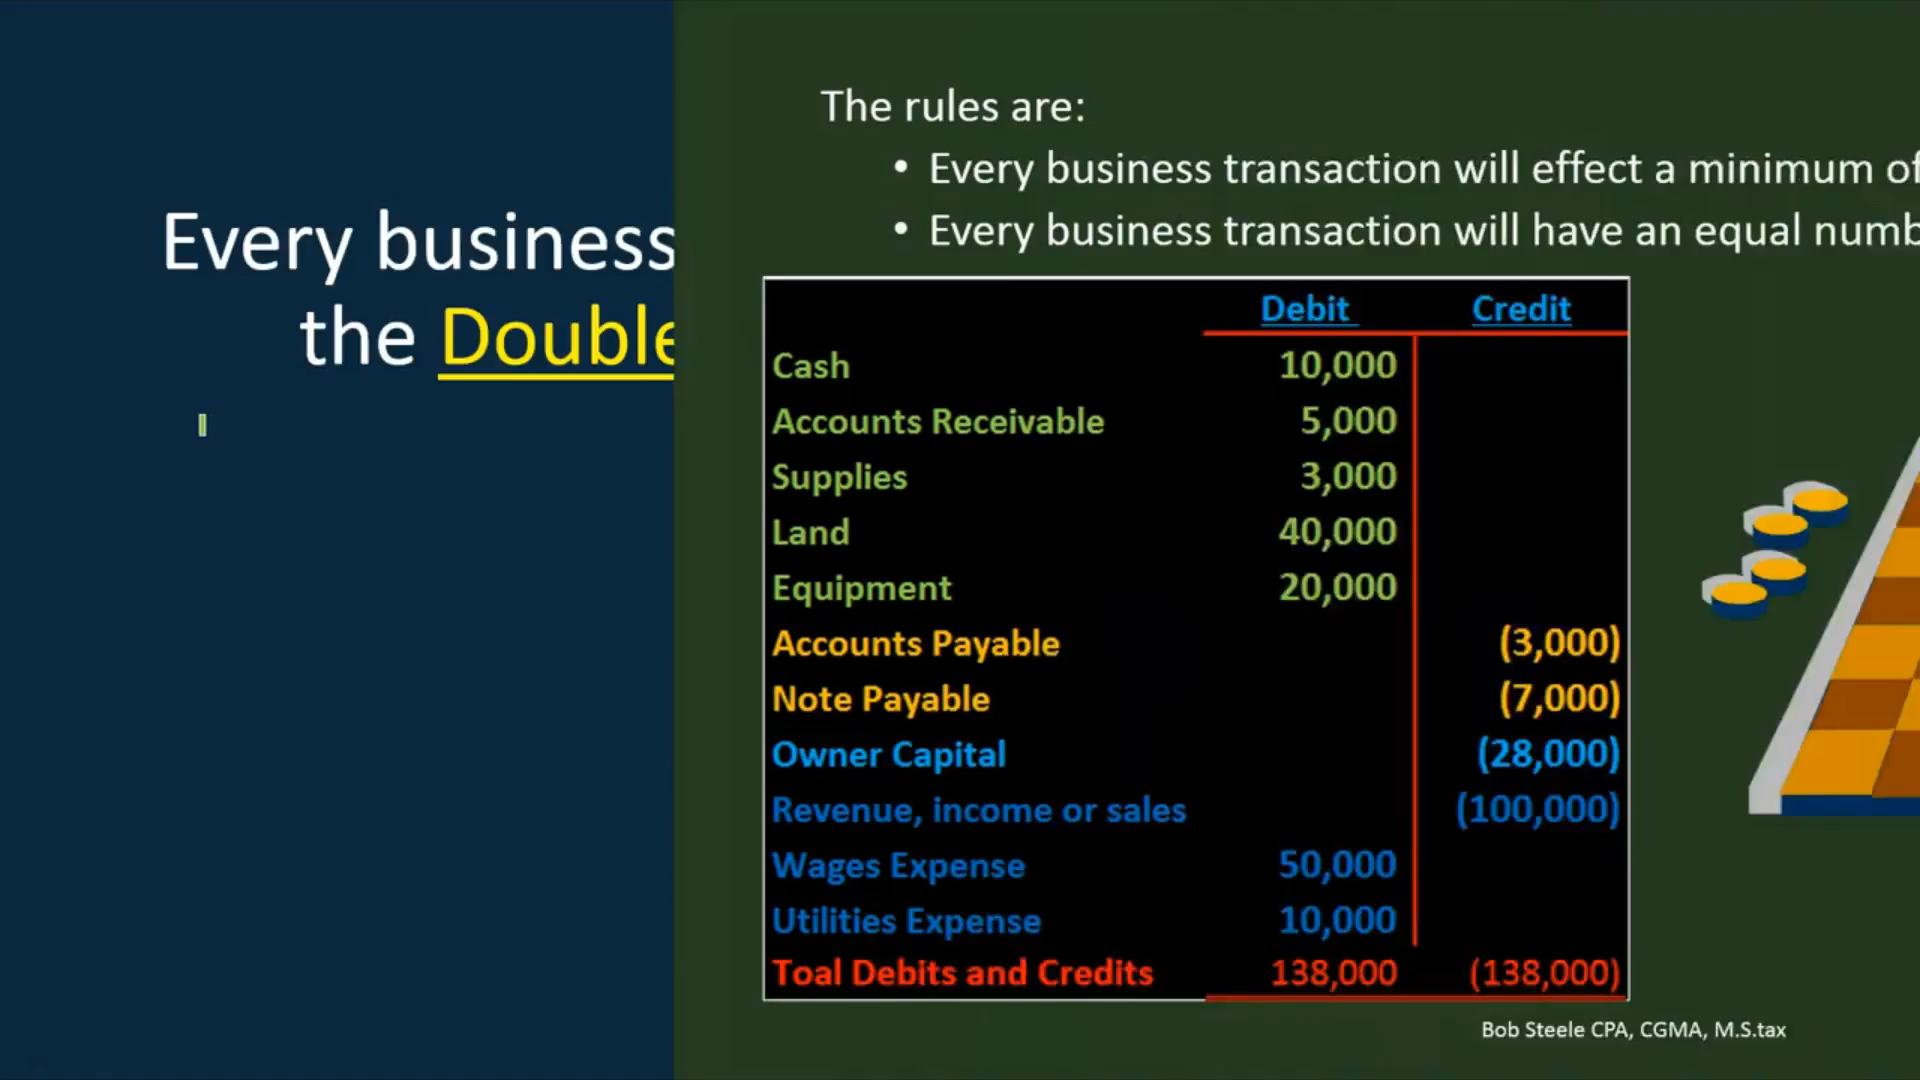 Every business
the Double
The rules are:
• Every business transaction will effect a minimum of
• Every business transaction will have an equal numb
Debit Credit
Cash 10,000
Accounts Receivable 5,000
Supplies 3,000
Land 40,000
Equipment 20,000
Accounts Payable (3,000)
Note Payable (7,000)
Owner Capital (28,000)
Revenue, income or sales (100,000)
Wages Expense 50,000
Utilities Expense 10,000
Toal Debits and Credits 138,000 (138,000)
Bob Steele CPA, CGMA, M.S.tax